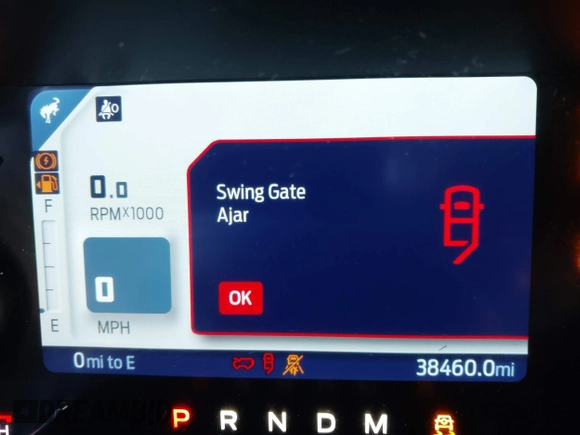 0.0
RPMX1000
F
E
0
MPH
Swing Gate
Ajar
OK
0mi to E
38460.0mi
P R N D M
H